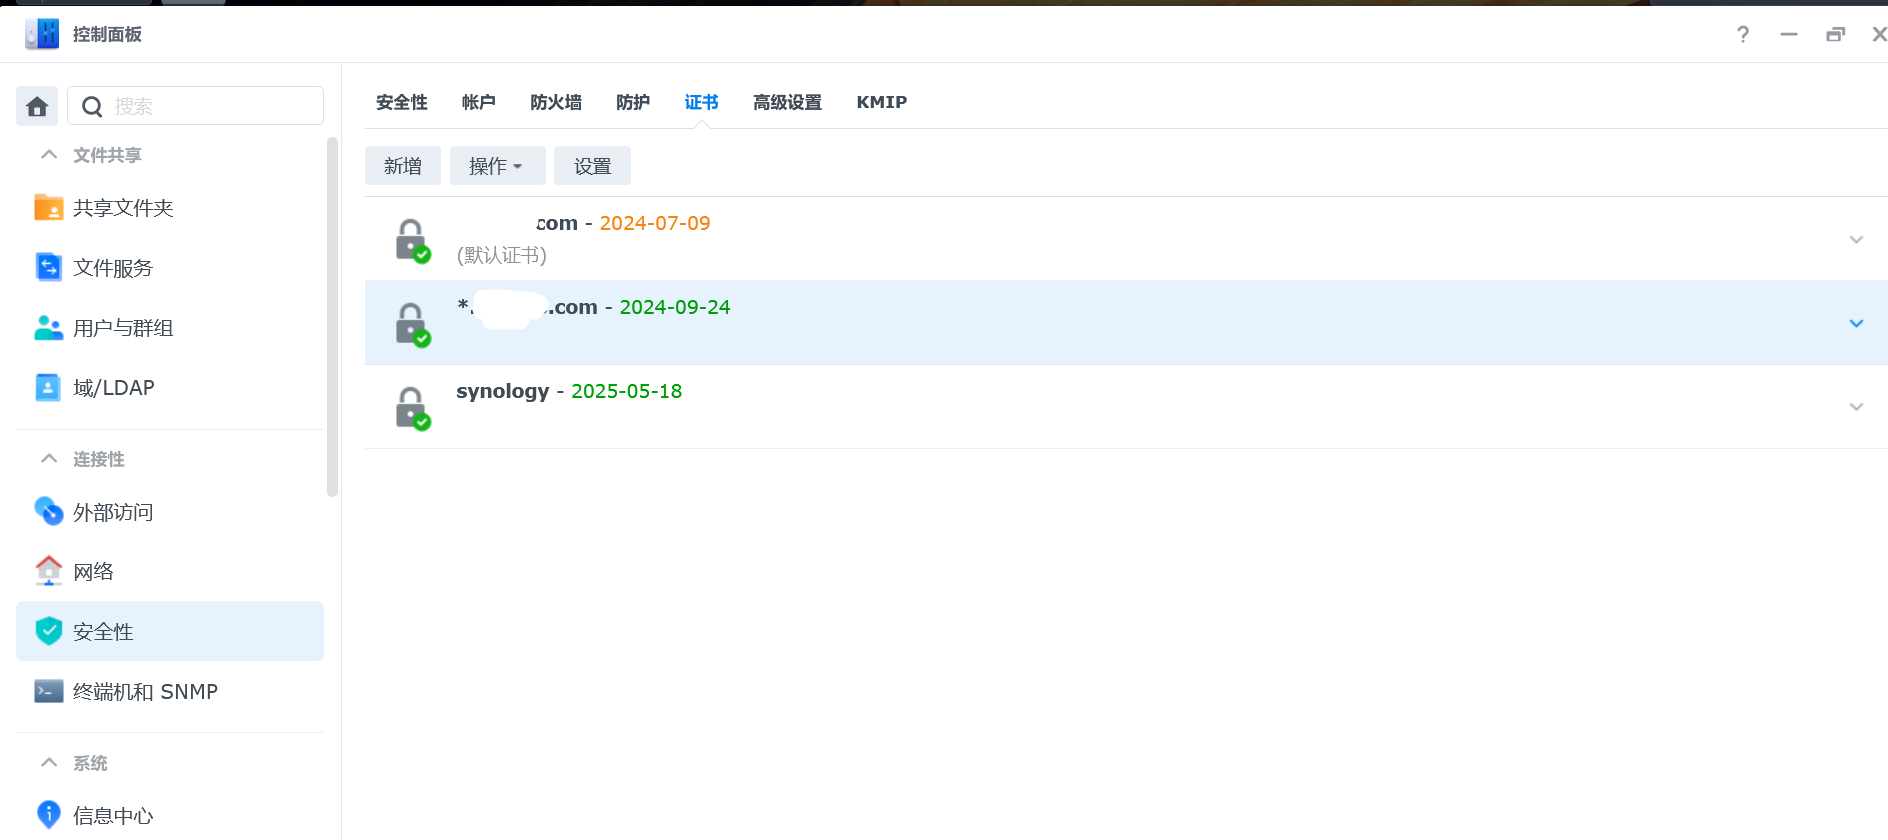 控制面板
搜索
文件共享
共享文件夹
文件服务
用户与群组
域/LDAP
连接性
外部访问
网络
安全性
终端机和 SNMP
系统
信息中心
安全性 帐户 防火墙 防护 证书 高级设置 KMIP
新增 操作 设置
com - 2024-07-09
(默认证书)
*. .com - 2024-09-24
synology - 2025-05-18